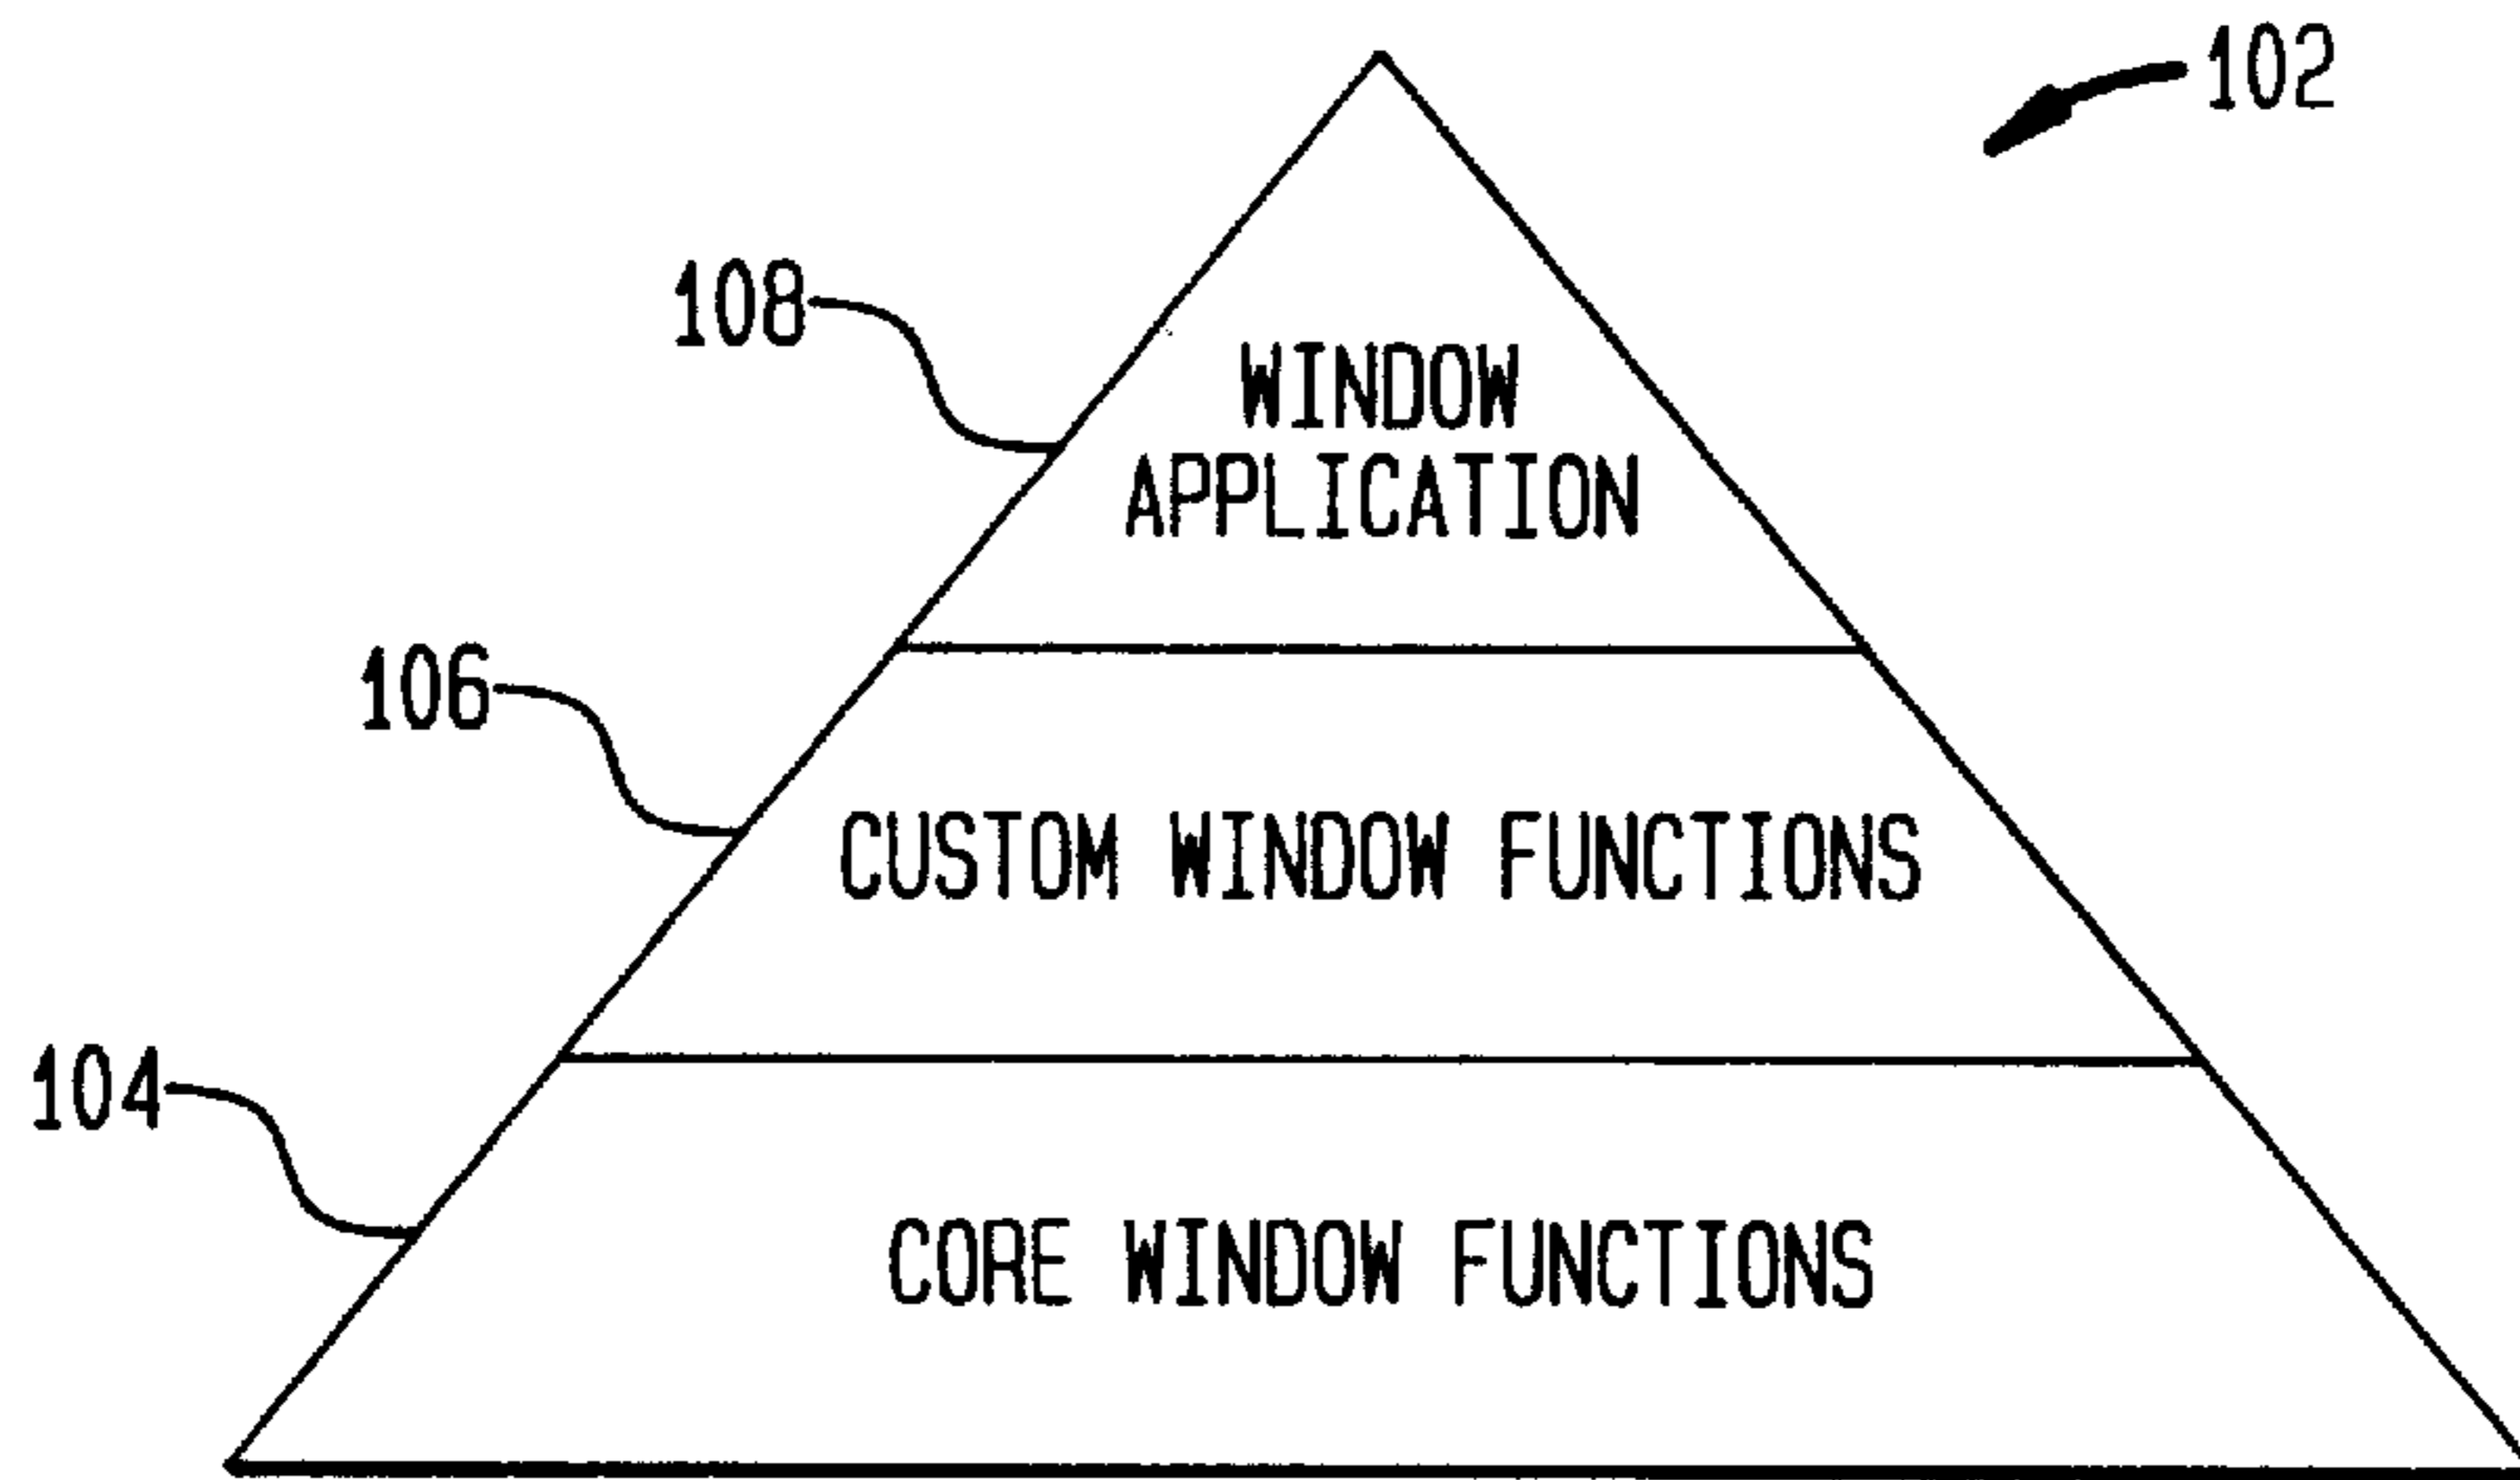 102
108
WINDOW
APPLICATION
106
CUSTOM WINDOW FUNCTIONS
104
CORE WINDOW FUNCTIONS